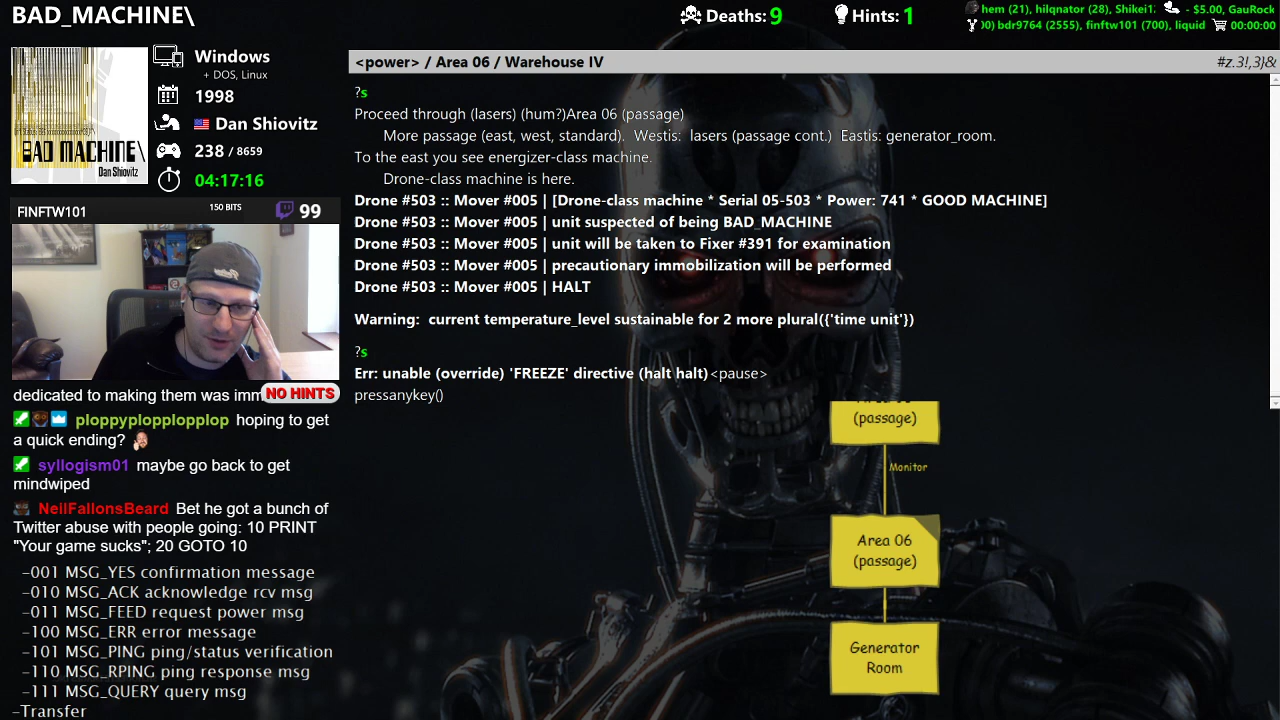 BAD_MACHINE\
Deaths: 9
Hints: 1
hem (21), hilqnator (28), Shikei1
- $5.00, GauRock
00) bdr9764 (2555), finftw101 (700), liquid
00:00:00
BAD MACHINE\
Dan Shiovitz
Windows
+ DOS, Linux
1998
Dan Shiovitz
238 / 8659
04:17:16
FINFTW101
150 BITS
99
<power> / Area 06 / Warehouse IV
#z.3!,3}&
?s
Proceed through (lasers) (hum?)Area 06 (passage)
More passage (east, west, standard). Westis: lasers (passage cont.) Eastis: generator_room.
To the east you see energizer-class machine.
Drone-class machine is here.
Drone #503 :: Mover #005 | [Drone-class machine * Serial 05-503 * Power: 741 * GOOD MACHINE]
Drone #503 :: Mover #005 | unit suspected of being BAD_MACHINE
Drone #503 :: Mover #005 | unit will be taken to Fixer #391 for examination
Drone #503 :: Mover #005 | precautionary immobilization will be performed
Drone #503 :: Mover #005 | HALT
Warning: current temperature_level sustainable for 2 more plural({'time unit'})
?s
Err: unable (override) 'FREEZE' directive (halt halt)<pause>
pressanykey()
(passage)
Monitor
Area 06
(passage)
Generator
Room
dedicated to making them was imm
NO HINTS
ploppyplopplopplop hoping to get
a quick ending?
syllogism01 maybe go back to get
mindwiped
NeilFallonsBeard Bet he got a bunch of
Twitter abuse with people going: 10 PRINT
"Your game sucks"; 20 GOTO 10
-001 MSG_YES confirmation message
-010 MSG_ACK acknowledge rcv msg
-011 MSG_FEED request power msg
-100 MSG_ERR error message
-101 MSG_PING ping/status verification
-110 MSG_RPING ping response msg
-111 MSG_QUERY query msg
-Transfer